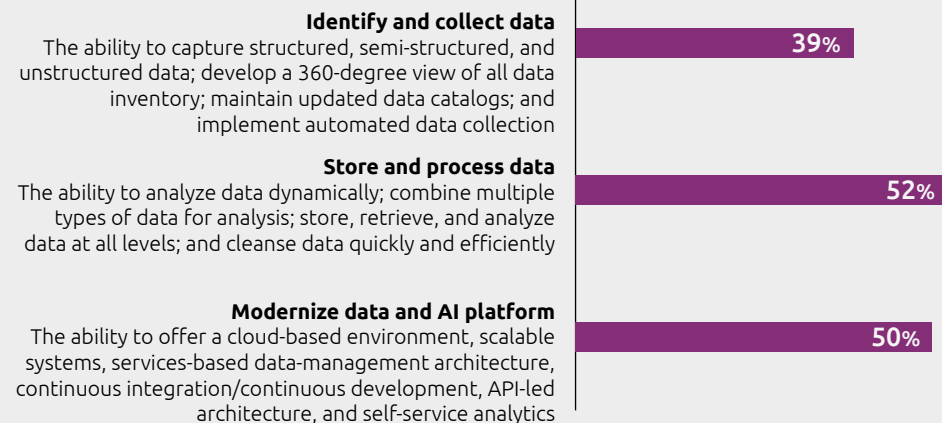 Identify and collect data
The ability to capture structured, semi-structured, and
unstructured data; develop a 360-degree view of all data
inventory; maintain updated data catalogs; and
implement automated data collection
39%
Store and process data
The ability to analyze data dynamically; combine multiple
types of data for analysis; store, retrieve, and analyze
data at all levels; and cleanse data quickly and efficiently
52%
Modernize data and AI platform
The ability to offer a cloud-based environment, scalable
systems, services-based data-management architecture,
continuous integration/continuous development, API-led
architecture, and self-service analytics
50%